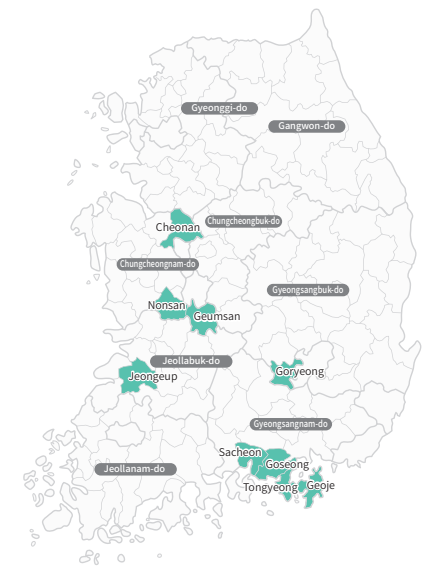 Gyeonggi-do
Gangwon-do
Chungcheongbuk-do
Cheonan
Chungcheongnam-do
Gyeongsangbuk-do
Nonsan
Geumsan
Jeollabuk-do
Jeongeup
Goryeong
Gyeongsangnam-do
Sacheon
Goseong
Jeollanam-do
Tongyeong
Geoje